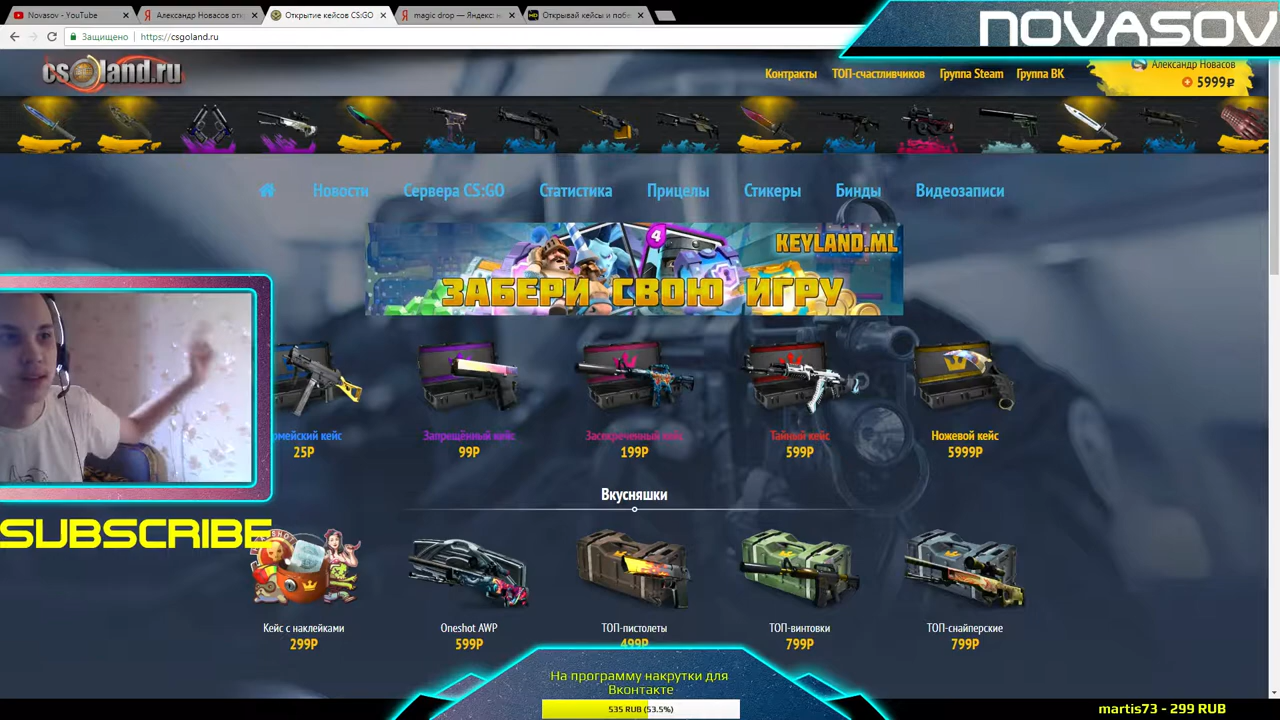 Novasov - YouTube
Александр Новасов отк
Открытие кейсов CS:GO
magic drop — Яндекс: н
Открывай кейсы и побе
Защищено
https://csgoland.ru
NOVASOV
csgoland.ru
Контракты
ТОП-счастливчиков
Группа Steam
Группа ВК
Александр Новасов
5999₽
Новости
Сервера CS:GO
Статистика
Прицелы
Стикеры
Бинды
Видеозаписи
4
KEYLAND.ML
ЗАБЕРИ СВОЮ ИГРУ
рмейский кейс
25Р
Запрещённый кейс
99Р
Засекреченный кейс
199Р
Тайный кейс
599Р
Ножевой кейс
5999Р
Вкусняшки
SUBSCRIBE
Кейс с наклейками
299Р
Oneshot AWP
599Р
ТОП-пистолеты
499Р
ТОП-винтовки
799Р
ТОП-снайперские
799Р
На программу накрутки для
Вконтакте
535 RUB (53.5%)
martis73 - 299 RUB